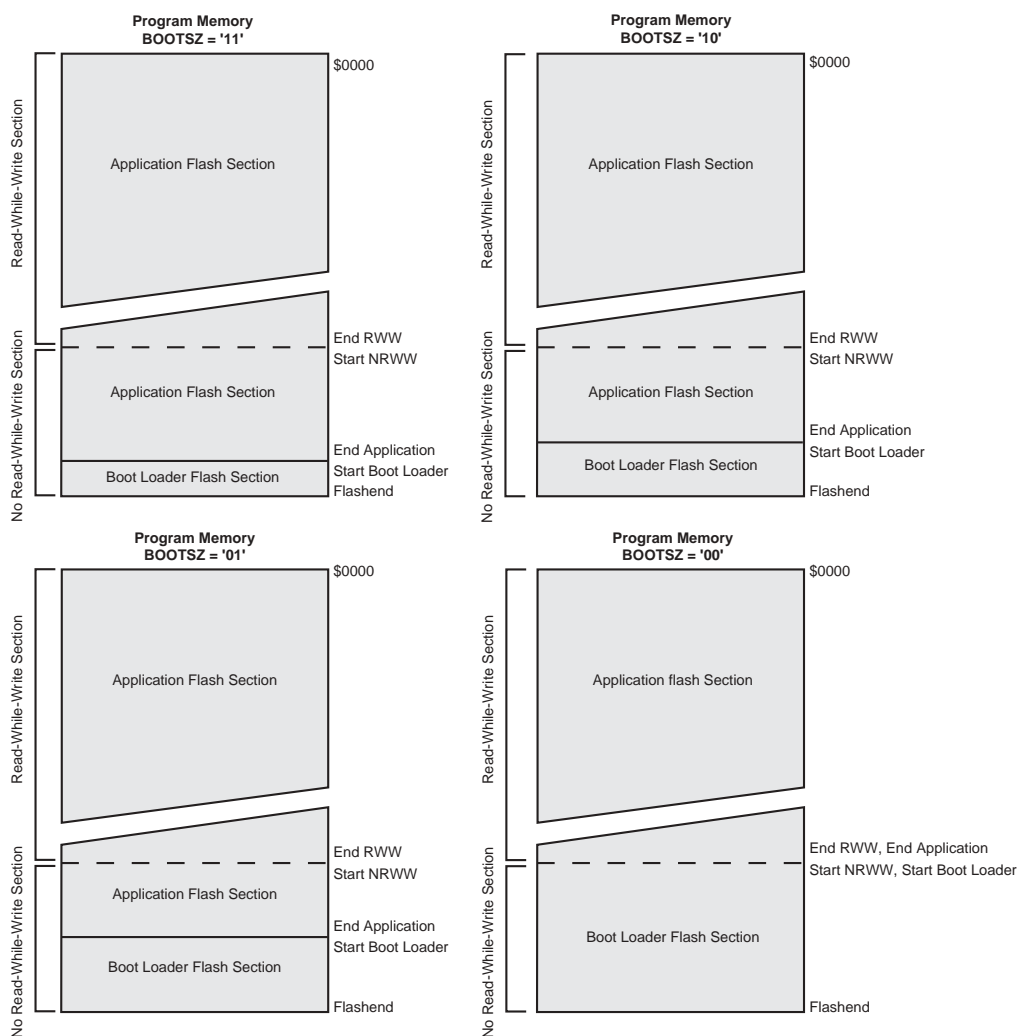 Program Memory
BOOTSZ = '11'
$0000
Read-While-Write Section
Application Flash Section
End RWW
Start NRWW
No Read-While-Write Section
Application Flash Section
End Application
Start Boot Loader
Boot Loader Flash Section
Flashend
Program Memory
BOOTSZ = '10'
$0000
Read-While-Write Section
Application Flash Section
End RWW
Start NRWW
No Read-While-Write Section
Application Flash Section
End Application
Start Boot Loader
Boot Loader Flash Section
Flashend
Program Memory
BOOTSZ = '01'
$0000
Read-While-Write Section
Application Flash Section
End RWW
Start NRWW
No Read-While-Write Section
Application Flash Section
End Application
Start Boot Loader
Boot Loader Flash Section
Flashend
Program Memory
BOOTSZ = '00'
$0000
Read-While-Write Section
Application flash Section
End RWW, End Application
Start NRWW, Start Boot Loader
No Read-While-Write Section
Boot Loader Flash Section
Flashend